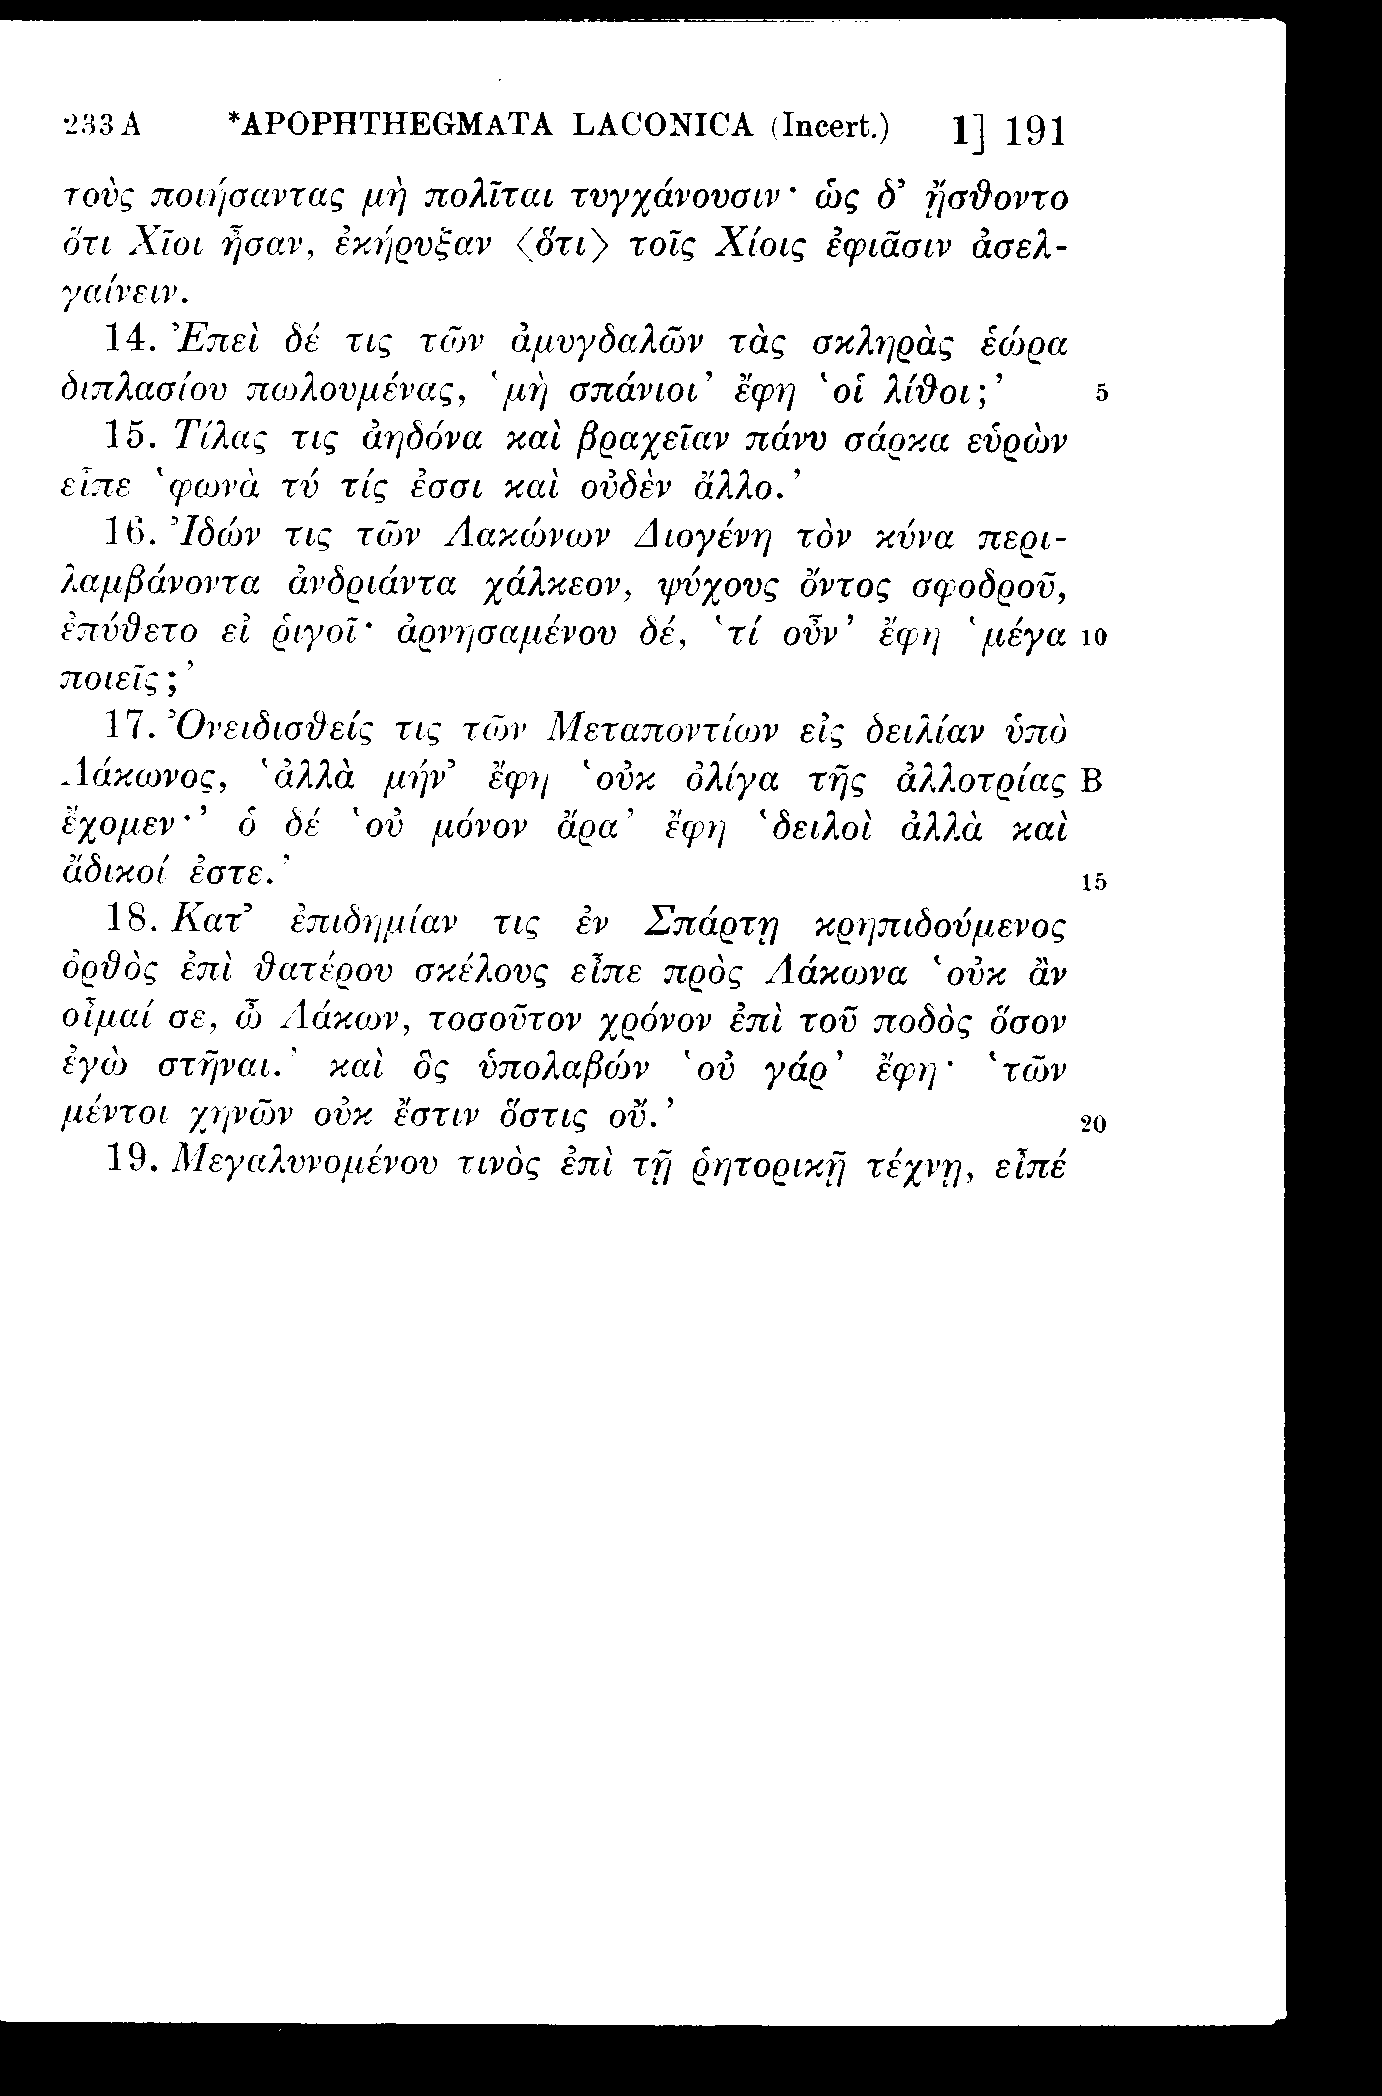 233 A *APOPHTHEGMATA LACONICA (Incert.) 1] 191
τοὺς ποιήσαντας μὴ πολῖται τυγχάνουσιν· ὡς δ’ ᾔσθοντο
ὅτι Χῖοι ἦσαν, ἐκήρυξαν 〈ὅτι〉 τοῖς Χίοις ἐφιᾶσιν ἀσελ-
γαίνειν.
14. Ἐπεὶ δέ τις τῶν ἀμυγδαλῶν τὰς σκληρὰς ἑώρα
διπλασίου πωλουμένας, ‛μὴ σπάνιοι’ ἔφη ‛οἱ λίθοι;’ 5
15. Τίλας τις ἀηδόνα καὶ βραχεῖαν πάνυ σάρκα εὑρὼν
εἶπε ‛φωνὰ τύ τίς ἐσσι καὶ οὐδὲν ἄλλο.’
16. Ἰδών τις τῶν Λακώνων Διογένη τὸν κύνα περι-
λαμβάνοντα ἀνδριάντα χάλκεον, ψύχους ὄντος σφοδροῦ,
ἐπύθετο εἰ ῥιγοῖ· ἀρνησαμένου δέ, ‛τί οὖν’ ἔφη ‛μέγα 10
ποιεῖς;’
17. Ὀνειδισθείς τις τῶν Μεταποντίων εἰς δειλίαν ὑπὸ
Λάκωνος, ‛ἀλλὰ μήν’ ἔφη ‛οὐκ ὀλίγα τῆς ἀλλοτρίας B
ἔχομεν·’ ὁ δέ ‛οὐ μόνον ἄρα’ ἔφη ‛δειλοὶ ἀλλὰ καὶ
ἄδικοί ἐστε.’ 15
18. Κατ’ ἐπιδημίαν τις ἐν Σπάρτῃ κρηπιδούμενος
ὀρθὸς ἐπὶ θατέρου σκέλους εἶπε πρὸς Λάκωνα ‛οὐκ ἂν
οἶμαί σε, ὦ Λάκων, τοσοῦτον χρόνον ἐπὶ τοῦ ποδὸς ὅσον
ἐγὼ στῆναι.’ καὶ ὃς ὑπολαβών ‛οὐ γάρ’ ἔφη· ‛τῶν
μέντοι χηνῶν οὐκ ἔστιν ὅστις οὔ.’ 20
19. Μεγαλυνομένου τινὸς ἐπὶ τῇ ῥητορικῇ τέχνῃ, εἶπέ